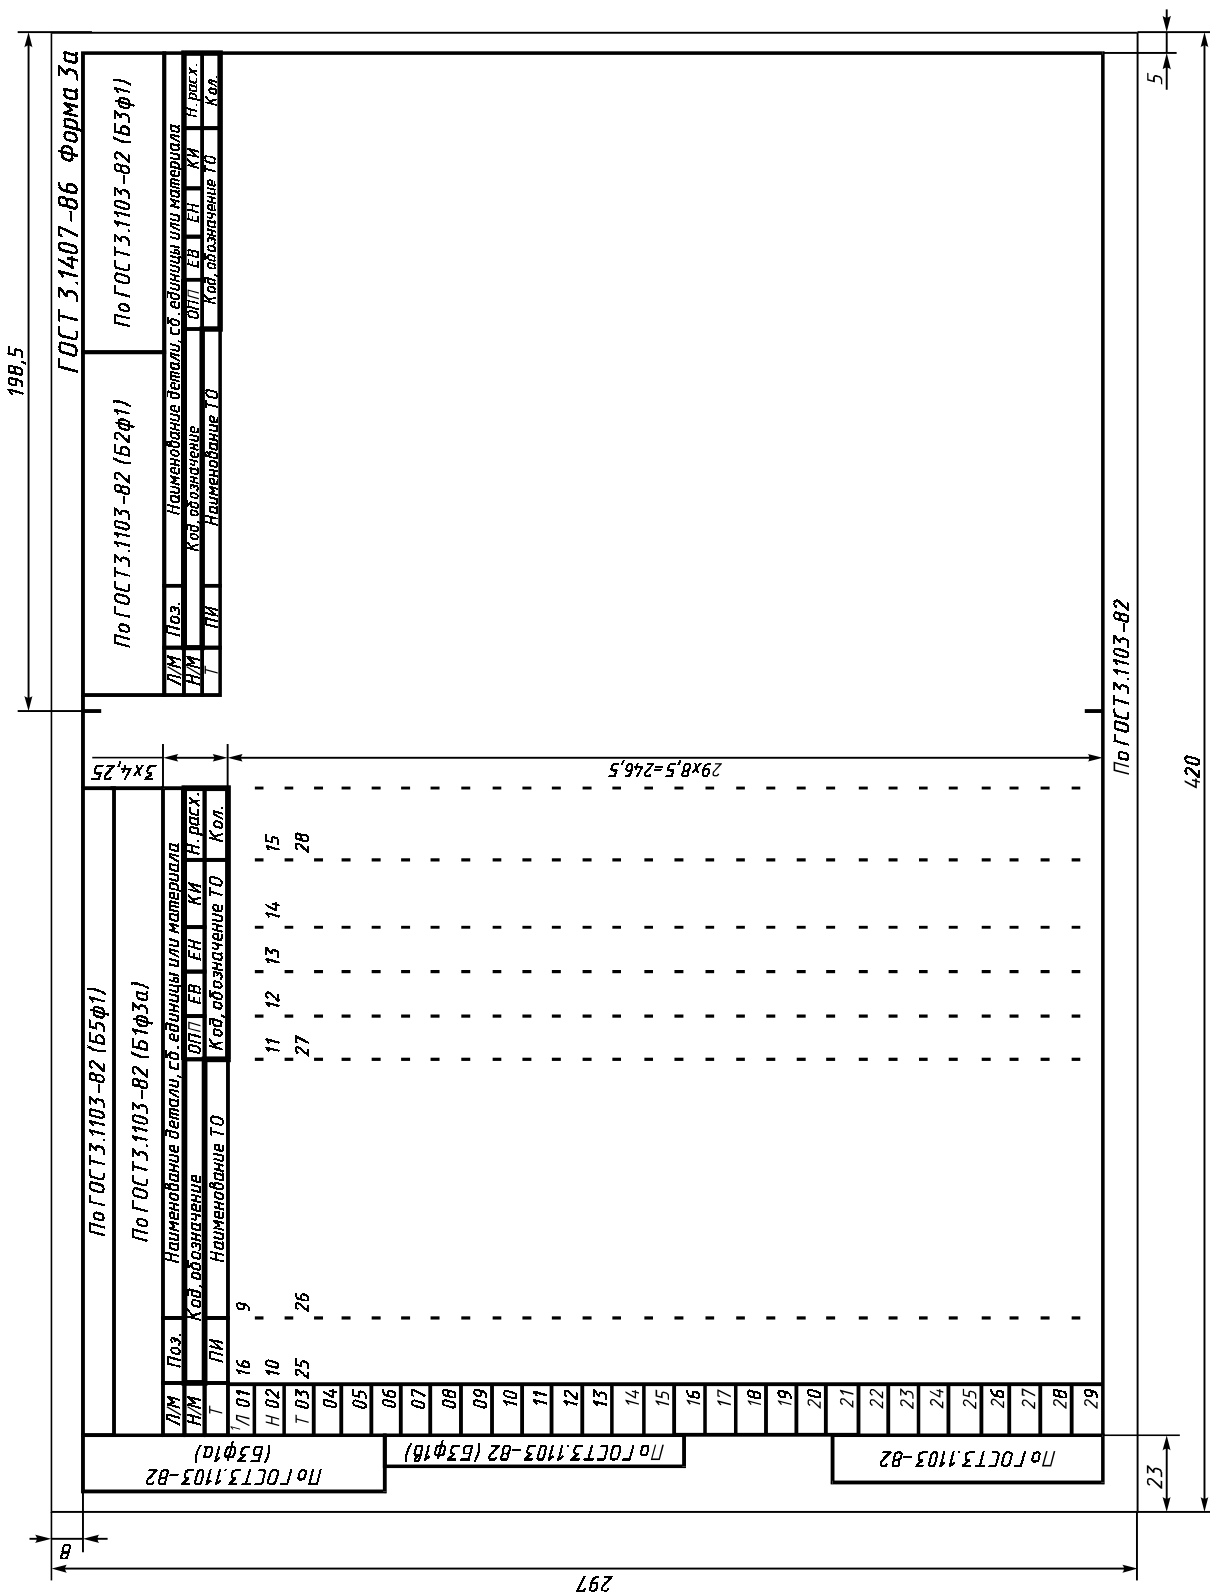 ГОСТ 3.1407-86 Форма 3а
198,5
5
420
По ГОСТ 3.1103-82 (Б5ф1)
По ГОСТ 3.1103-82 (Б1ф3а)
По ГОСТ 3.1103-82 (Б2ф1)
По ГОСТ 3.1103-82 (Б3ф1)
Л/М Поз. Наименование детали, сб. единицы или материала
Н/М Код, обозначение ОПП ЕВ ЕН КИ Н. расх.
Т ПИ Наименование ТО Код, обозначение ТО Кол.
Л/М Поз. Наименование детали, сб. единицы или материала
Н/М Код, обозначение ОПП ЕВ ЕН КИ Н. расх.
Т ПИ Наименование ТО Код, обозначение ТО Кол.
3х4,25
29х8,5=246,5
1Л 01 16 9
Н 02 10 11 12 13 14 15
Т 03 25 26 27 28
04
05
06
07
08
09
10
11
12
13
14
15
16
17
18
19
20
21
22
23
24
25
26
27
28
29
По ГОСТ 3.1103-82
(Б3ф1а)
По ГОСТ 3.1103-82 (Б3ф1в)
По ГОСТ 3.1103-82
По ГОСТ 3.1103-82
23
8
297